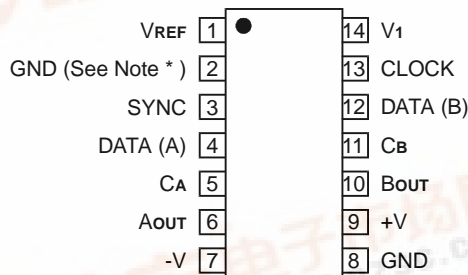 VREF 1 14 V1
GND (See Note * ) 2 13 CLOCK
SYNC 3 12 DATA (B)
DATA (A) 4 11 CB
CA 5 10 BOUT
AOUT 6 9 +V
-V 7 8 GND